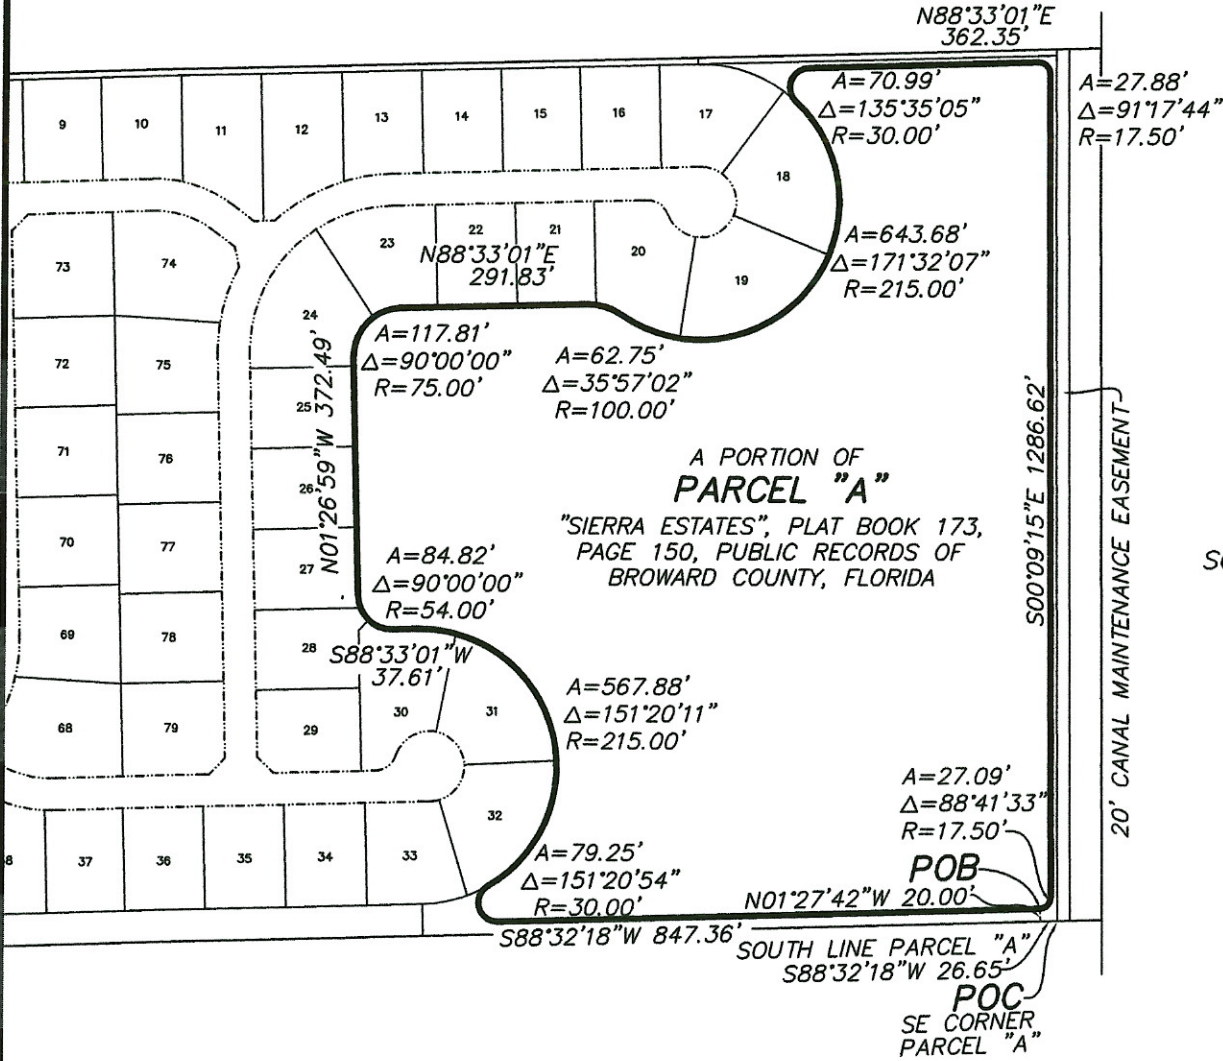 N88°33'01"E
362.35'
A=70.99'
Δ=135°35'05"
R=30.00'
A=27.88'
Δ=91°17'44"
R=17.50'
9
10
11
12
13
14
15
16
17
18
A=643.68'
Δ=171°32'07"
R=215.00'
73
74
23
22
21
20
19
N88°33'01"E
291.83'
24
A=117.81'
Δ=90°00'00"
R=75.00'
A=62.75'
Δ=35°57'02"
R=100.00'
72
75
25
N01°26'59"W 372.49'
71
76
26
A PORTION OF
PARCEL "A"
"SIERRA ESTATES", PLAT BOOK 173,
PAGE 150, PUBLIC RECORDS OF
BROWARD COUNTY, FLORIDA
S00°09'15"E 1286.62'
20' CANAL MAINTENANCE EASEMENT
70
77
27
A=84.82'
Δ=90°00'00"
R=54.00'
69
78
28
S88°33'01"W
37.61'
68
79
29
30
31
A=567.88'
Δ=151°20'11"
R=215.00'
A=27.09'
Δ=88°41'33"
R=17.50'
37
36
35
34
33
32
A=79.25'
Δ=151°20'54"
R=30.00'
POB
N01°27'42"W 20.00'
S88°32'18"W 847.36'
SOUTH LINE PARCEL "A"
S88°32'18"W 26.65'
POC
SE CORNER
PARCEL "A"